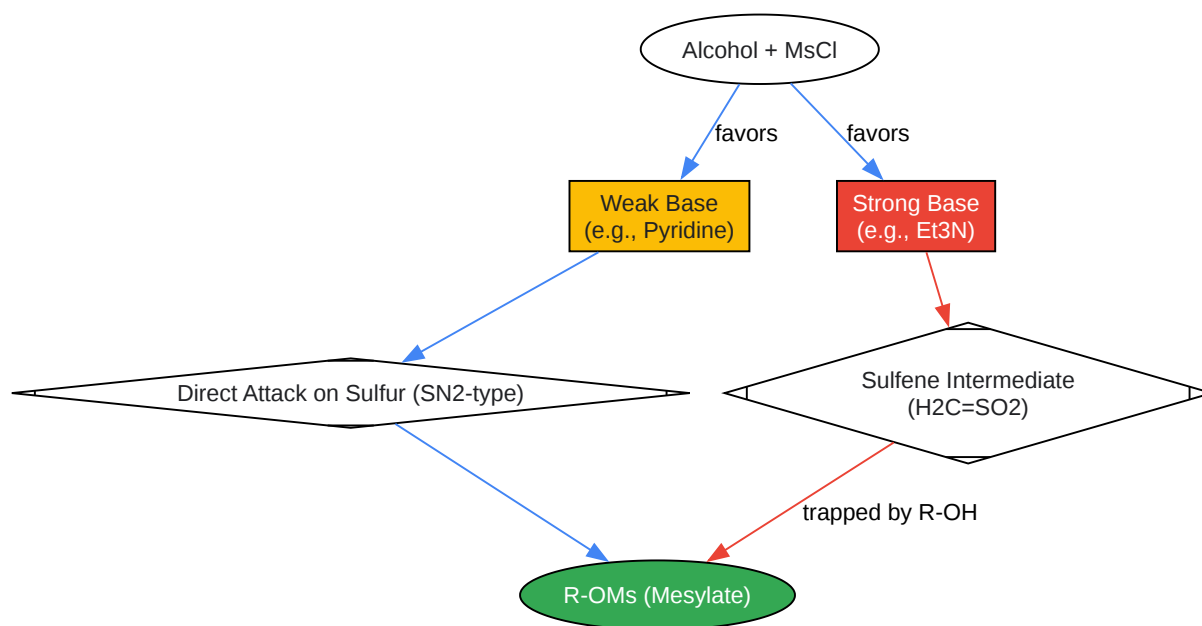 Alcohol + MsCl
favors
favors
Weak Base
(e.g., Pyridine)
Strong Base
(e.g., Et3N)
Direct Attack on Sulfur (SN2-type)
Sulfene Intermediate
(H2C=SO2)
trapped by R-OH
R-OMs (Mesylate)